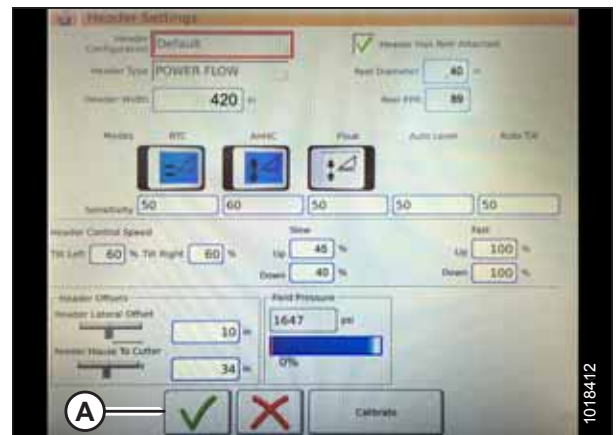 Header Settings
Header Configuration Default
Header Has Reel Attached
Header Type POWER FLOW
Reel Diameter 40 in
Header Width 420 in
Reel PPR 89
Modes RTC AHHC Float Auto Level Auto Tilt
Sensitivity 50 60 50 50 50
Header Control Speed
Slow
Fast
Tilt Left 60 % Tilt Right 60 %
Up 45 %
Up 100 %
Down 40 %
Down 100 %
Header Offsets
Field Pressure
Header Lateral Offset
1647 psi
10 in
Feeder House To Cutter
0%
34 in
A
Calibrate
1018412